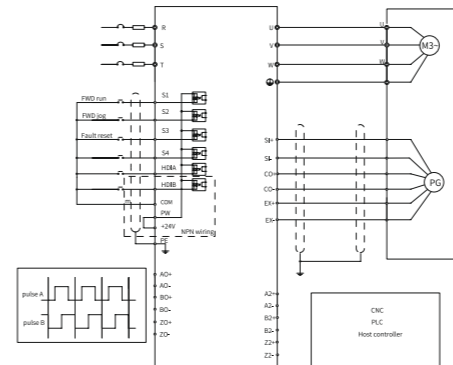 R
S
T
U
V
W
U
V
W
M3~
FWD run
FWD jog
Fault reset
S1
S2
S3
S4
HDIA
HDIB
COM
PW
+24V
PE
NPN wiring
SI+
SI-
CO+
CO-
EX+
EX-
PG
pulse A
pulse B
AO+
AO-
BO+
BO-
ZO+
ZO-
A2+
A2-
B2+
B2-
Z2+
Z2-
CNC
PLC
Host controller